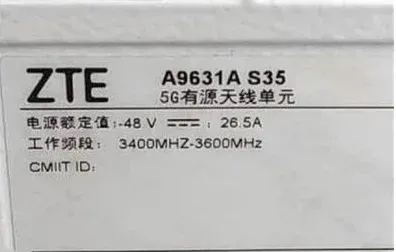 ZTE
A9631A S35
5G有源天线单元
电源额定值:-48 V ⎓: 26.5A
工作频段: 3400MHZ-3600MHz
CMIIT ID: